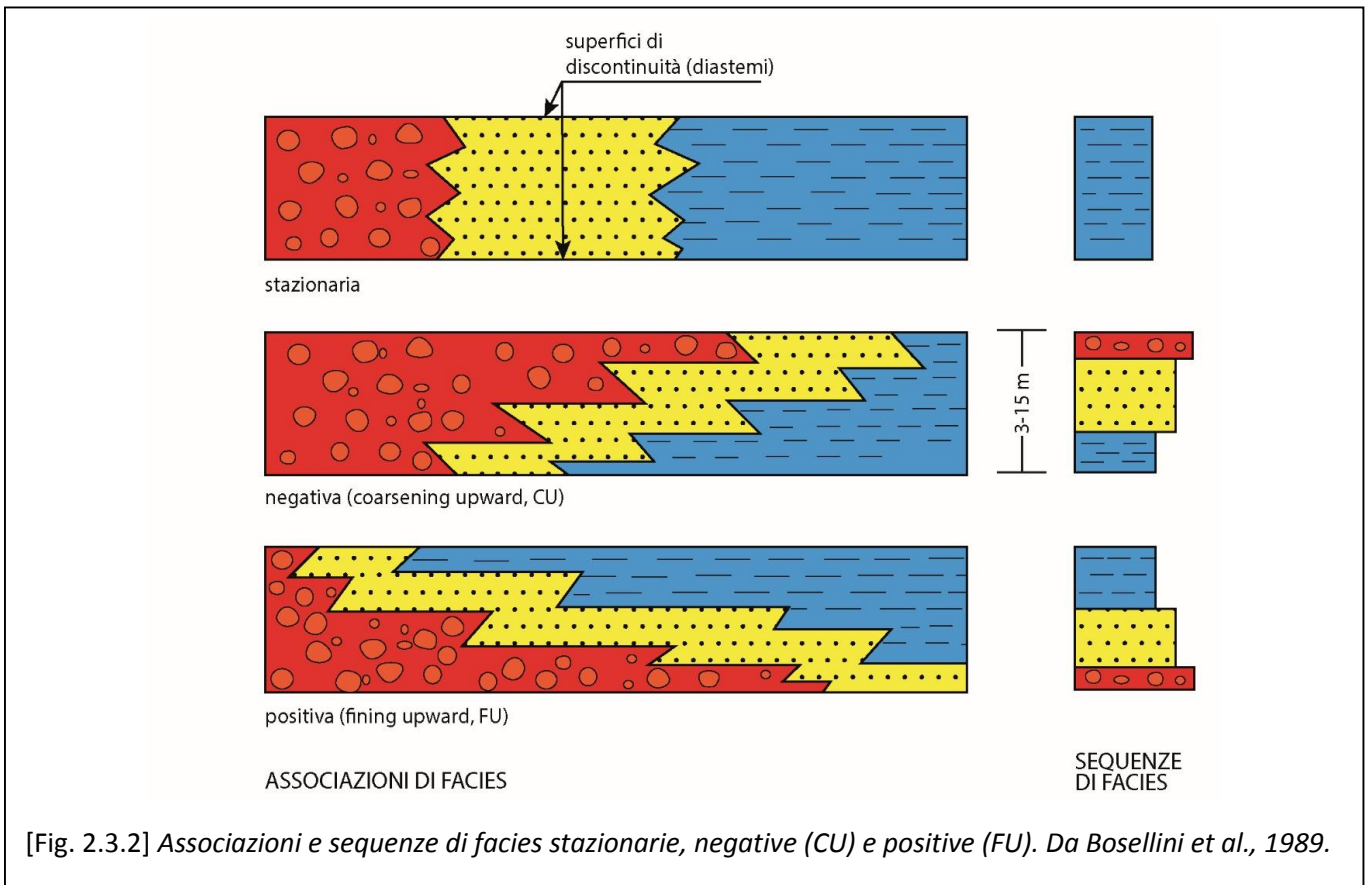 superfici di
discontinuità (diastemi)
stazionaria
3-15 m
negativa (coarsening upward, CU)
positiva (fining upward, FU)
ASSOCIAZIONI DI FACIES
SEQUENZE
DI FACIES
[Fig. 2.3.2] Associazioni e sequenze di facies stazionarie, negative (CU) e positive (FU). Da Bosellini et al., 1989.